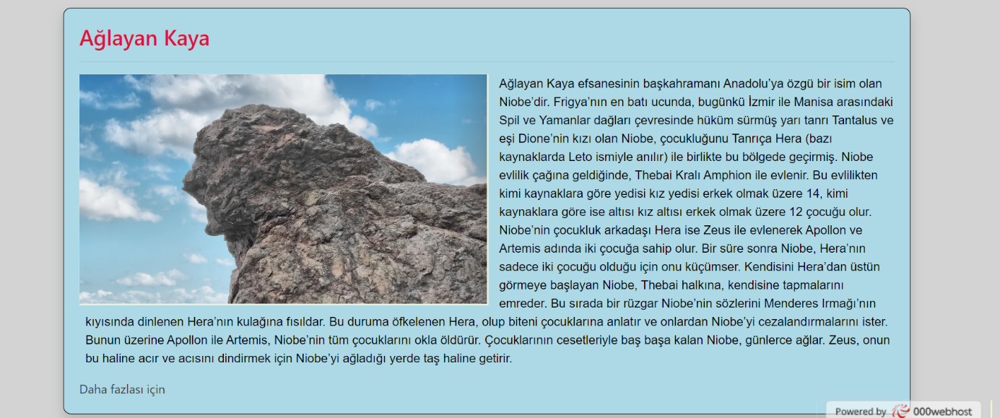 Ağlayan Kaya
Ağlayan Kaya efsanesinin başkahramanı Anadolu’ya özgü bir isim olan
Niobe’dir. Frigya’nın en batı ucunda, bugünkü İzmir ile Manisa arasındaki
Spil ve Yamanlar dağları çevresinde hüküm sürmüş yarı tanrı Tantalus ve
eşi Dione’nin kızı olan Niobe, çocukluğunu Tanrıça Hera (bazı
kaynaklarda Leto ismiyle anılır) ile birlikte bu bölgede geçirmiş. Niobe
evlilik çağına geldiğinde, Thebai Kralı Amphion ile evlenir. Bu evlilikten
kimi kaynaklara göre yedisi kız yedisi erkek olmak üzere 14, kimi
kaynaklara göre ise altısı kız altısı erkek olmak üzere 12 çocuğu olur.
Niobe’nin çocukluk arkadaşı Hera ise Zeus ile evlenerek Apollon ve
Artemis adında iki çocuğa sahip olur. Bir süre sonra Niobe, Hera’nın
sadece iki çocuğu olduğu için onu küçümser. Kendisini Hera’dan üstün
görmeye başlayan Niobe, Thebai halkına, kendisine tapmalarını
emreder. Bu sırada bir rüzgar Niobe’nin sözlerini Menderes Irmağı’nın
kıyısında dinlenen Hera’nın kulağına fısıldar. Bu duruma öfkelenen Hera, olup biteni çocuklarına anlatır ve onlardan Niobe’yi cezalandırmalarını ister.
Bunun üzerine Apollon ile Artemis, Niobe’nin tüm çocuklarını okla öldürür. Çocuklarının cesetleriyle baş başa kalan Niobe, günlerce ağlar. Zeus, onun
bu haline acır ve acısını dindirmek için Niobe’yi ağladığı yerde taş haline getirir.
Daha fazlası için
Powered by 000webhost